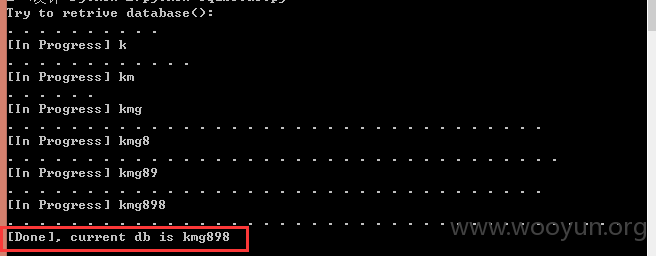 Try to retrive database():
. . . . . . . . . .
[In Progress] k
. . . . . . . . . . . .
[In Progress] km
. . . . . .
[In Progress] kmg
. . . . . . . . . . . . . . . . . . . . . . . . . . . . . . . . . .
[In Progress] kmg8
. . . . . . . . . . . . . . . . . . . . . . . . . . . . . . . . . . .
[In Progress] kmg89
. . . . . . . . . . . . . . . . . . . . . . . . . . . . . . . . . .
[In Progress] kmg898
. . . . . . . . . . . . . . . . . . . . . . . . . . . . . . . . . . . . . .
[Done], current db is kmg898
www.wooyun.org